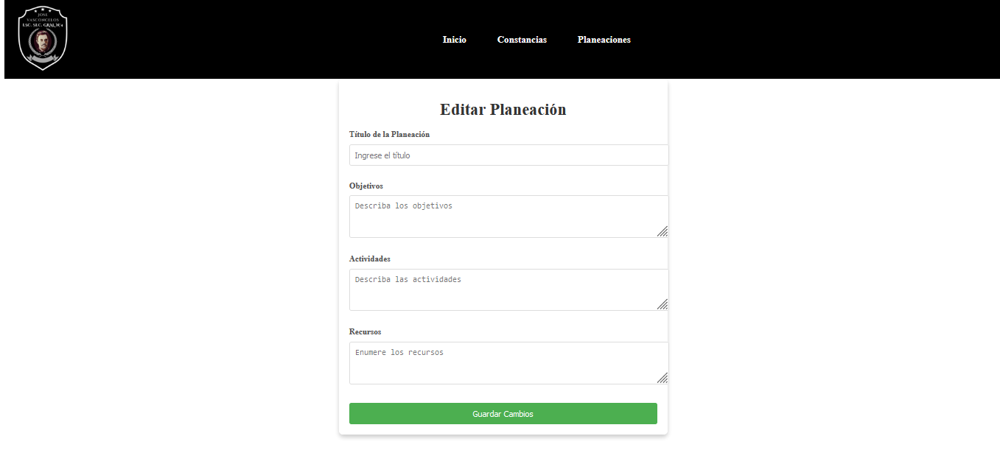 JOSE
VASCONCELOS
ESC. SEC. GRAL Nº4
Inicio
Constancias
Planeaciones
Editar Planeación
Título de la Planeación
Ingrese el título
Objetivos
Describa los objetivos
Actividades
Describa las actividades
Recursos
Enumere los recursos
Guardar Cambios